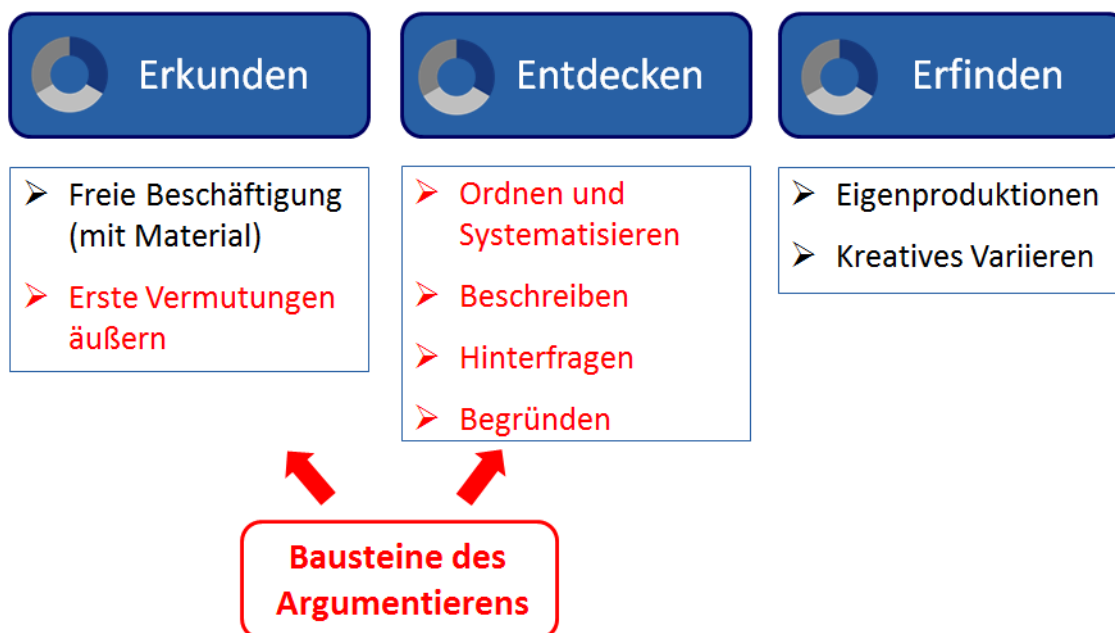 Erkunden
Freie Beschäftigung
(mit Material)
Erste Vermutungen
äußern
Entdecken
Ordnen und
Systematisieren
Beschreiben
Hinterfragen
Begründen
Erfinden
Eigenproduktionen
Kreatives Variieren
Bausteine des
Argumentierens